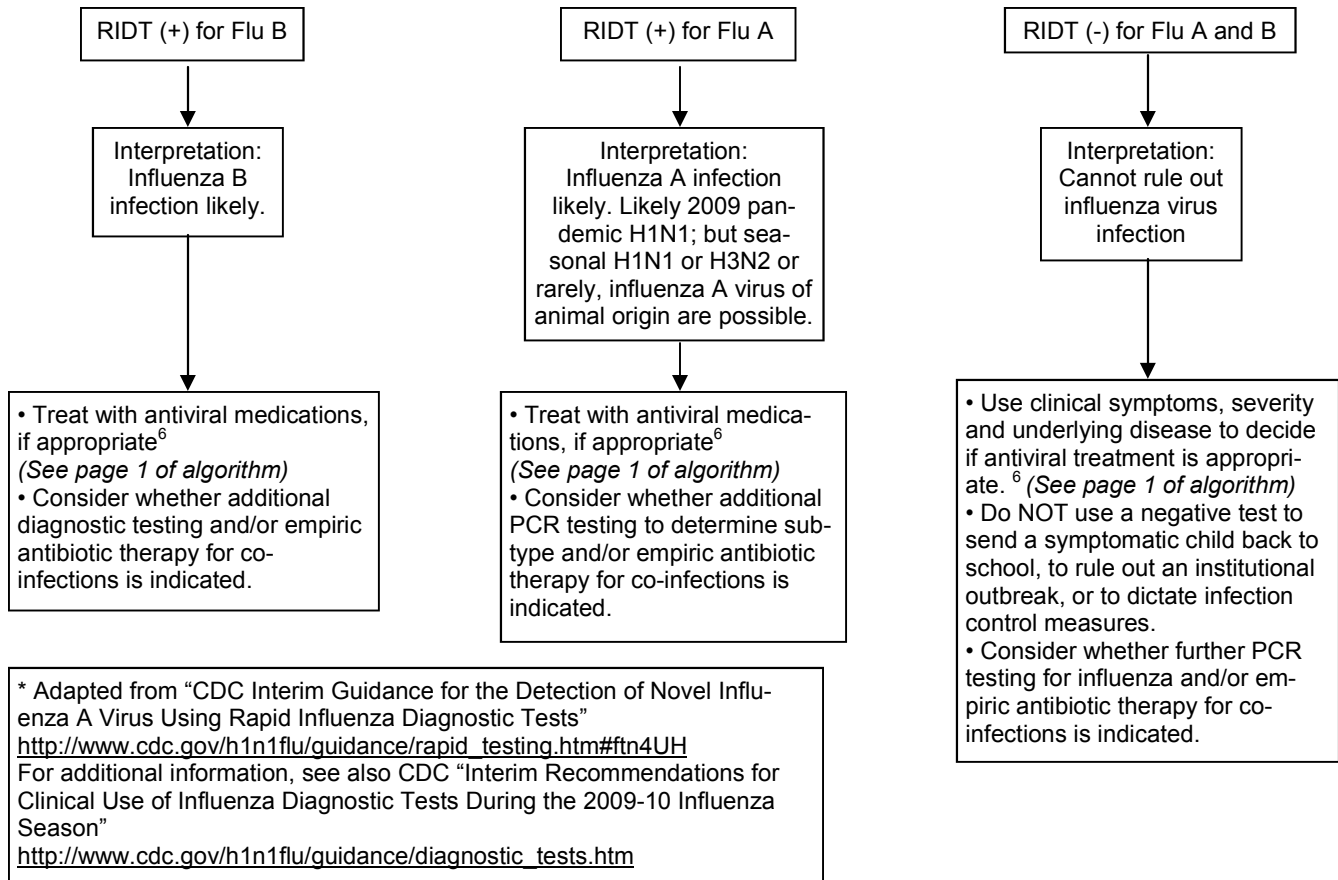 RIDT (+) for Flu B
Interpretation:
Influenza B
infection likely.
• Treat with antiviral medications,
if appropriate6
(See page 1 of algorithm)
• Consider whether additional
diagnostic testing and/or empiric
antibiotic therapy for co-
infections is indicated.
RIDT (+) for Flu A
Interpretation:
Influenza A infection
likely. Likely 2009 pan-
demic H1N1; but sea-
sonal H1N1 or H3N2 or
rarely, influenza A virus of
animal origin are possible.
• Treat with antiviral medica-
tions, if appropriate6
(See page 1 of algorithm)
• Consider whether additional
PCR testing to determine sub-
type and/or empiric antibiotic
therapy for co-infections is
indicated.
RIDT (-) for Flu A and B
Interpretation:
Cannot rule out
influenza virus
infection
• Use clinical symptoms, severity
and underlying disease to decide
if antiviral treatment is appropri-
ate. 6 (See page 1 of algorithm)
• Do NOT use a negative test to
send a symptomatic child back to
school, to rule out an institutional
outbreak, or to dictate infection
control measures.
• Consider whether further PCR
testing for influenza and/or em-
piric antibiotic therapy for co-
infections is indicated.
* Adapted from “CDC Interim Guidance for the Detection of Novel Influ-
enza A Virus Using Rapid Influenza Diagnostic Tests”
http://www.cdc.gov/h1n1flu/guidance/rapid_testing.htm#ftn4UH
For additional information, see also CDC “Interim Recommendations for
Clinical Use of Influenza Diagnostic Tests During the 2009-10 Influenza
Season”
http://www.cdc.gov/h1n1flu/guidance/diagnostic_tests.htm